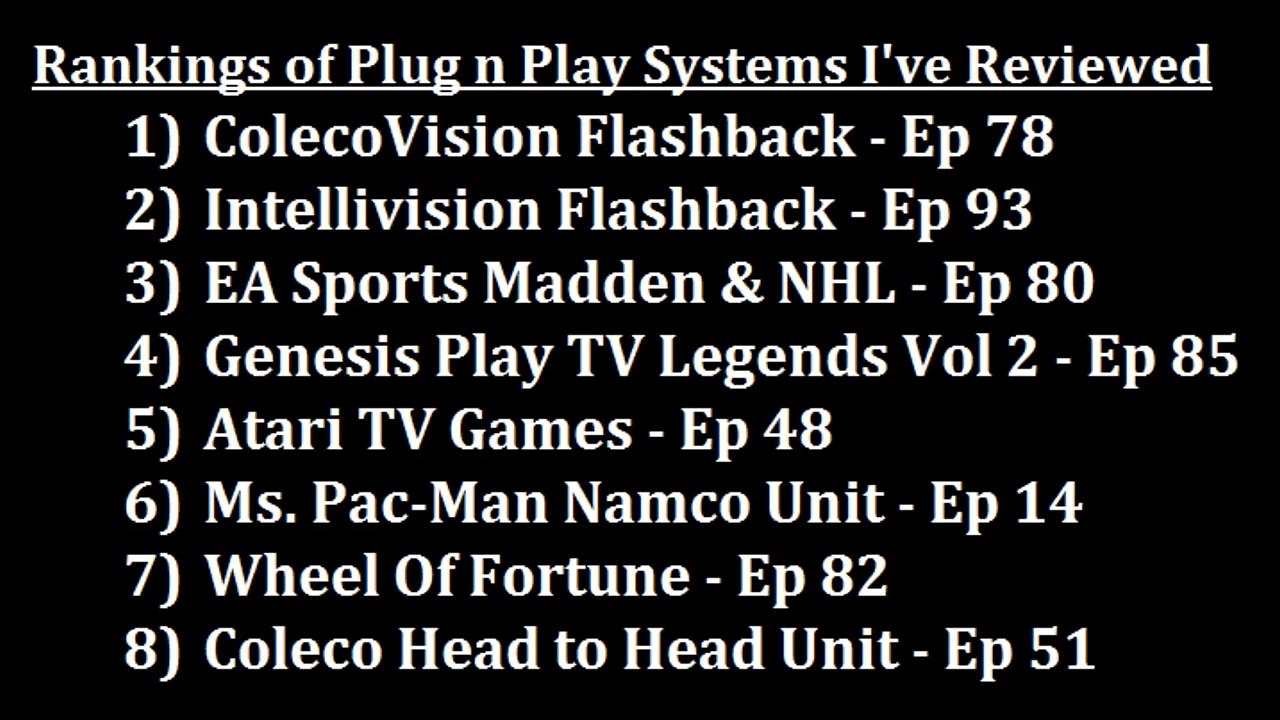 Rankings of Plug n Play Systems I've Reviewed
1) ColecoVision Flashback - Ep 78
2) Intellivision Flashback - Ep 93
3) EA Sports Madden & NHL - Ep 80
4) Genesis Play TV Legends Vol 2 - Ep 85
5) Atari TV Games - Ep 48
6) Ms. Pac-Man Namco Unit - Ep 14
7) Wheel Of Fortune - Ep 82
8) Coleco Head to Head Unit - Ep 51